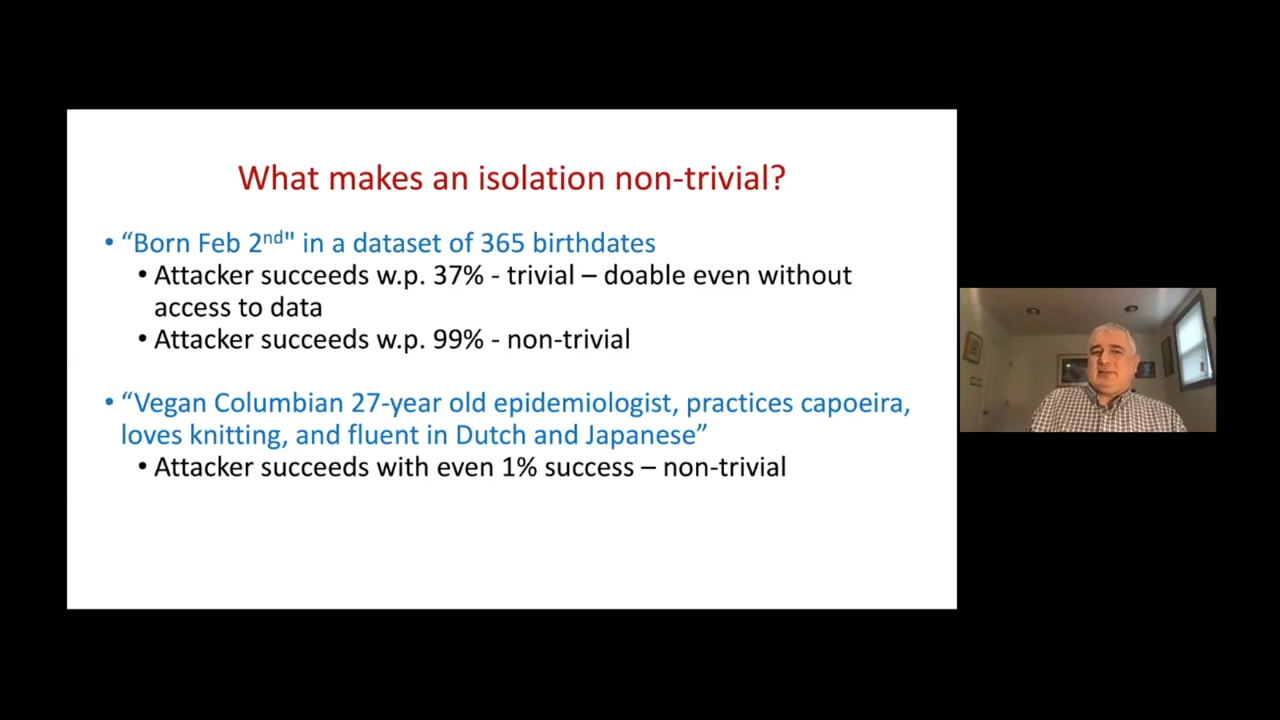 What makes an isolation non-trivial?
• “Born Feb 2nd" in a dataset of 365 birthdates
• Attacker succeeds w.p. 37% - trivial – doable even without
access to data
• Attacker succeeds w.p. 99% - non-trivial
• “Vegan Columbian 27-year old epidemiologist, practices capoeira,
loves knitting, and fluent in Dutch and Japanese”
• Attacker succeeds with even 1% success – non-trivial